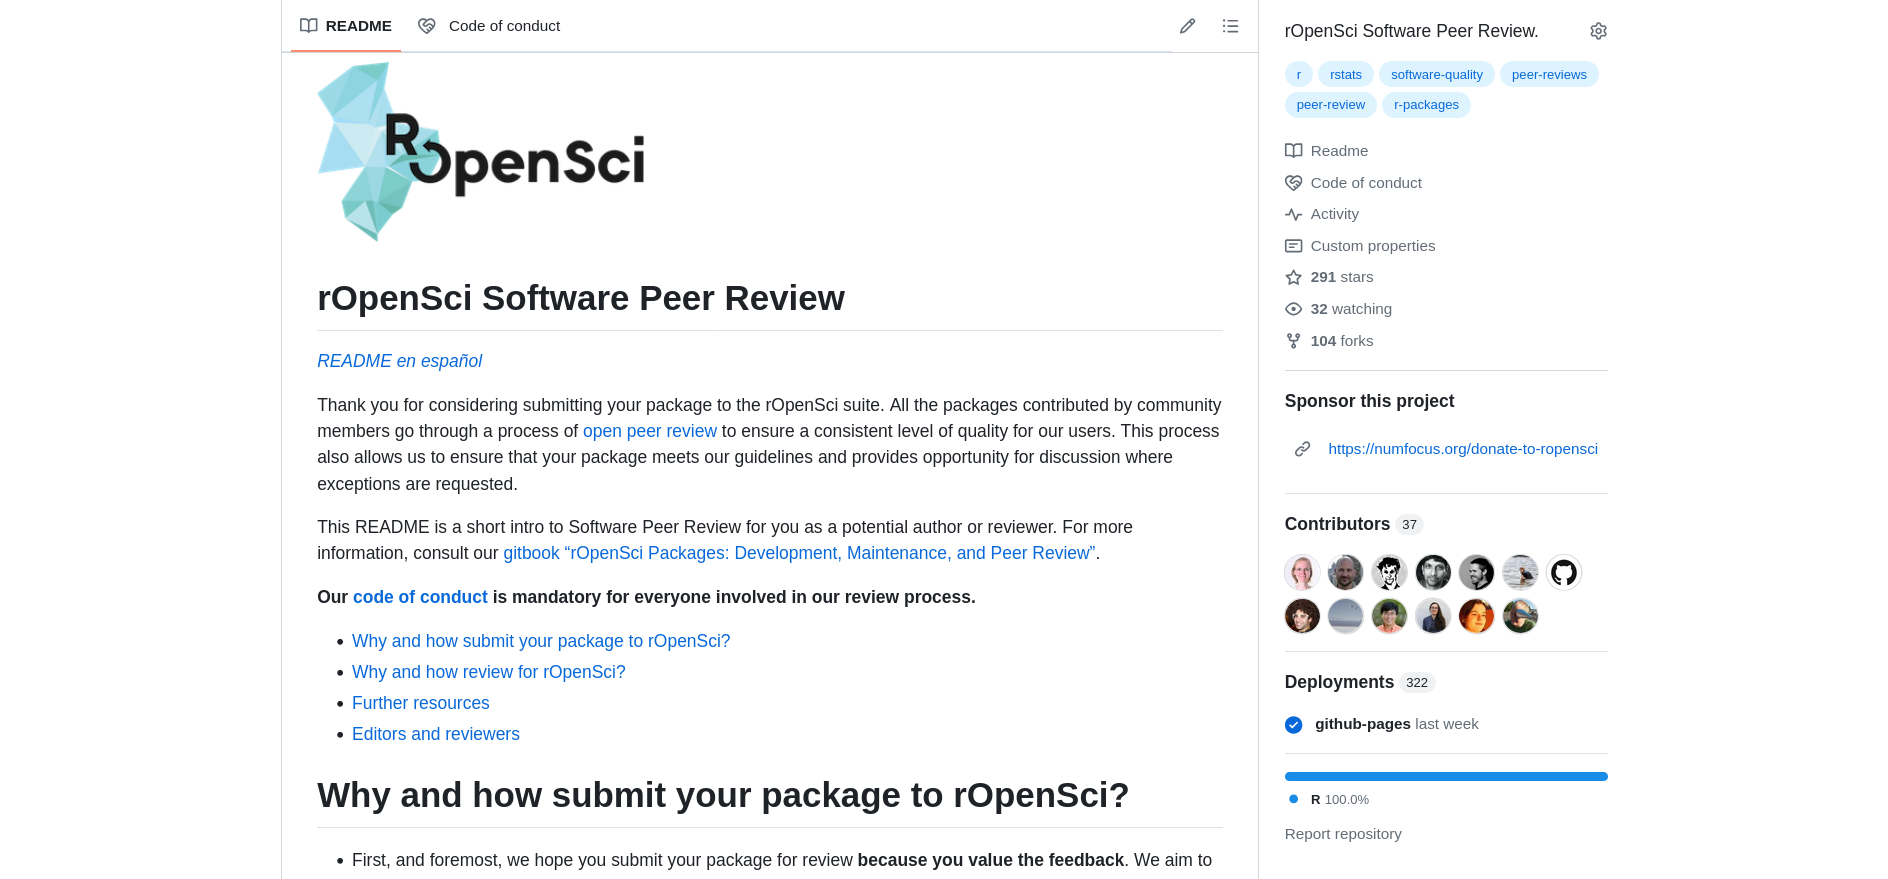 README
Code of conduct
ROpenSci
rOpenSci Software Peer Review
README en español
Thank you for considering submitting your package to the rOpenSci suite. All the packages contributed by community
members go through a process of open peer review to ensure a consistent level of quality for our users. This process
also allows us to ensure that your package meets our guidelines and provides opportunity for discussion where
exceptions are requested.
This README is a short intro to Software Peer Review for you as a potential author or reviewer. For more
information, consult our gitbook “rOpenSci Packages: Development, Maintenance, and Peer Review”.
Our code of conduct is mandatory for everyone involved in our review process.
• Why and how submit your package to rOpenSci?
• Why and how review for rOpenSci?
• Further resources
• Editors and reviewers
Why and how submit your package to rOpenSci?
• First, and foremost, we hope you submit your package for review because you value the feedback. We aim to
rOpenSci Software Peer Review.
r rstats software-quality peer-reviews
peer-review r-packages
Readme
Code of conduct
Activity
Custom properties
291 stars
32 watching
104 forks
Sponsor this project
https://numfocus.org/donate-to-ropensci
Contributors 37
Deployments 322
github-pages last week
R 100.0%
Report repository